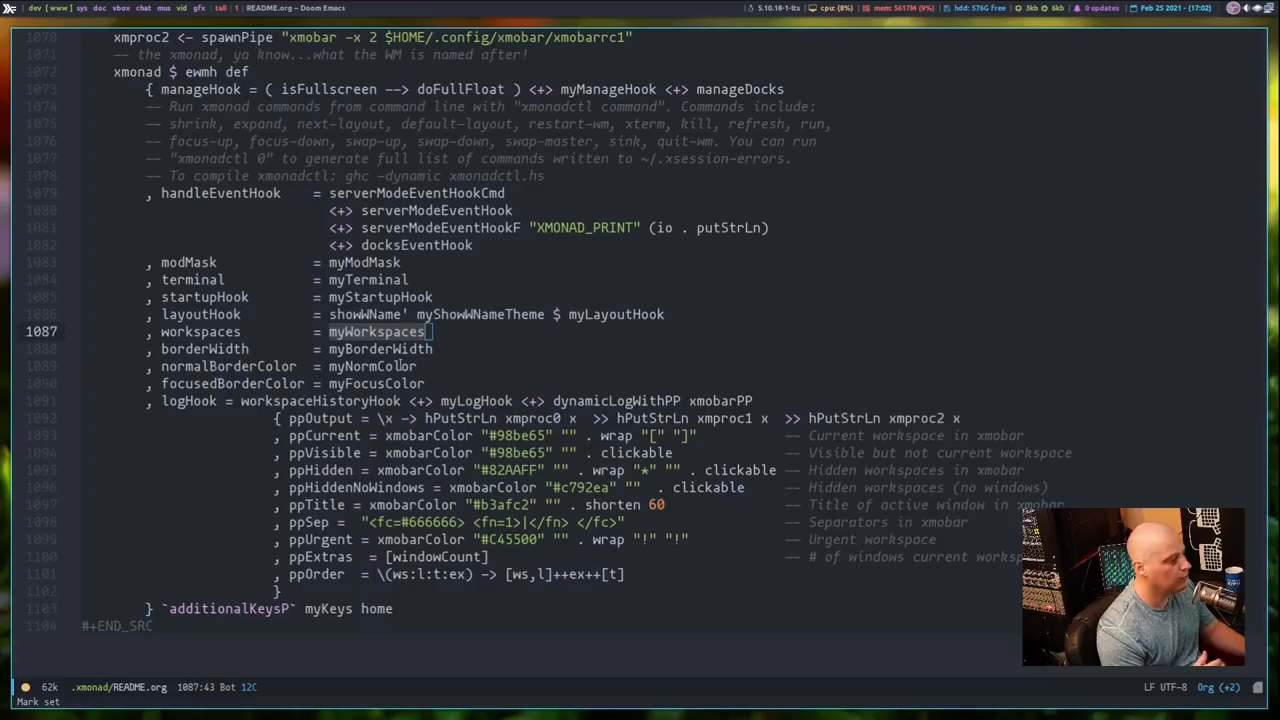 dev [ www ] sys doc vbox chat mus vid gfx | tall | 1 | README.org – Doom Emacs
5.10.18-1-lts cpu: (8%) mem: 5617M (9%) hdd: 576G free 3kb 6kb 0 updates Feb 25 2021 - (17:02)
1070 xmproc2 <- spawnPipe "xmobar -x 2 $HOME/.config/xmobar/xmobarrc1"
1071 -- the xmonad, ya know...what the WM is named after!
1072 xmonad $ ewmh def
1073 { manageHook = ( isFullscreen --> doFullFloat ) <+> myManageHook <+> manageDocks
1074 -- Run xmonad commands from command line with "xmonadctl command". Commands include:
1075 -- shrink, expand, next-layout, default-layout, restart-wm, xterm, kill, refresh, run,
1076 -- focus-up, focus-down, swap-up, swap-down, swap-master, sink, quit-wm. You can run
1077 -- "xmonadctl 0" to generate full list of commands written to ~/.xsession-errors.
1078 -- To compile xmonadctl: ghc -dynamic xmonadctl.hs
1079 , handleEventHook = serverModeEventHookCmd
1080 <+> serverModeEventHook
1081 <+> serverModeEventHookF "XMONAD_PRINT" (io . putStrLn)
1082 <+> docksEventHook
1083 , modMask = myModMask
1084 , terminal = myTerminal
1085 , startupHook = myStartupHook
1086 , layoutHook = showWName' myShowWNameTheme $ myLayoutHook
1087 , workspaces = myWorkspaces
1088 , borderWidth = myBorderWidth
1089 , normalBorderColor = myNormColor
1090 , focusedBorderColor = myFocusColor
1091 , logHook = workspaceHistoryHook <+> myLogHook <+> dynamicLogWithPP xmobarPP
1092 { ppOutput = \x -> hPutStrLn xmproc0 x >> hPutStrLn xmproc1 x >> hPutStrLn xmproc2 x
1093 , ppCurrent = xmobarColor "#98be65" "" . wrap "[" "]" -- Current workspace in xmobar
1094 , ppVisible = xmobarColor "#98be65" "" . clickable -- Visible but not current workspace
1095 , ppHidden = xmobarColor "#82AAFF" "" . wrap "*" "" . clickable -- Hidden workspaces in xmobar
1096 , ppHiddenNoWindows = xmobarColor "#c792ea" "" . clickable -- Hidden workspaces (no windows)
1097 , ppTitle = xmobarColor "#b3afc2" "" . shorten 60 -- Title of active window in xmobar
1098 , ppSep = "<fc=#666666> <fn=1>|</fn> </fc>" -- Separators in xmobar
1099 , ppUrgent = xmobarColor "#C45500" "" . wrap "!" "!" -- Urgent workspace
1100 , ppExtras = [windowCount] -- # of windows current
1101 , ppOrder = \(ws:l:t:ex) -> [ws,l]++ex++[t]
1102 }
1103 } `additionalKeysP` myKeys home
1104 #+END_SRC
62k .xmonad/README.org 1087:43 Bot 12C LF UTF-8 Org (+2)
Mark set